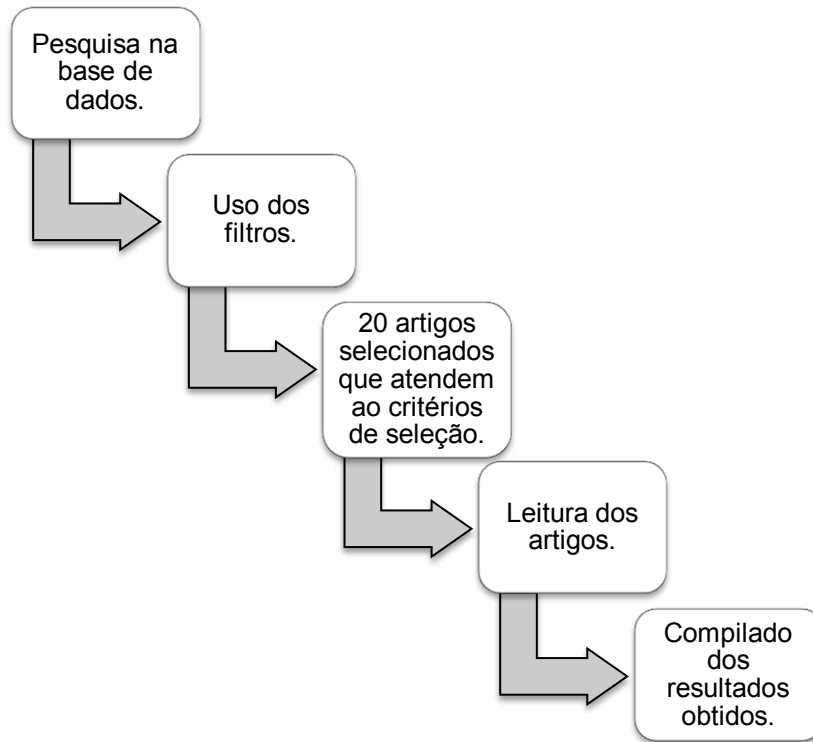 Pesquisa na
base de
dados.
Uso dos
filtros.
20 artigos
selecionados
que atendem
ao critérios
de seleção.
Leitura dos
artigos.
Compilado
dos
resultados
obtidos.